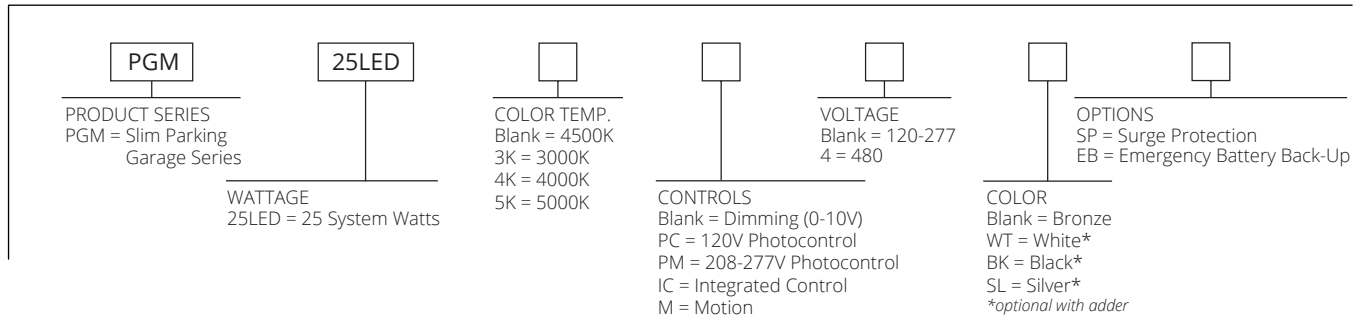 PGM
25LED
PRODUCT SERIES
PGM = Slim Parking
Garage Series
WATTAGE
25LED = 25 System Watts
COLOR TEMP.
Blank = 4500K
3K = 3000K
4K = 4000K
5K = 5000K
CONTROLS
Blank = Dimming (0-10V)
PC = 120V Photocontrol
PM = 208-277V Photocontrol
IC = Integrated Control
M = Motion
VOLTAGE
Blank = 120-277
4 = 480
COLOR
Blank = Bronze
WT = White*
BK = Black*
SL = Silver*
*optional with adder
OPTIONS
SP = Surge Protection
EB = Emergency Battery Back-Up